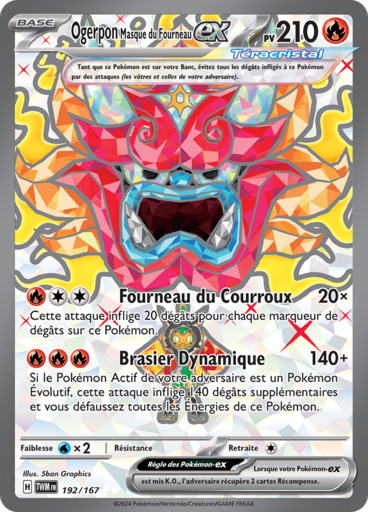 BASE
Ogerpon Masque du Fourneau ex PV 210
Téracristal
Tant que ce Pokémon est sur votre Banc, évitez tous les dégâts infligés à ce Pokémon
par des attaques (les vôtres et celles de votre adversaire).
Fourneau du Courroux 20×
Cette attaque inflige 20 dégâts pour chaque marqueur de
dégâts sur ce Pokémon.
Brasier Dynamique 140+
Si le Pokémon Actif de votre adversaire est un Pokémon
Évolutif, cette attaque inflige 140 dégâts supplémentaires
et vous défaussez toutes les Énergies de ce Pokémon.
Faiblesse ×2 Résistance Retraite
Illus. 5ban Graphics
Règle des Pokémon-ex Lorsque votre Pokémon-ex
est mis K.O., l'adversaire récupère 2 cartes Récompense.
H TWM FR 192/167
©2024 Pokémon/Nintendo/Creatures/GAME FREAK